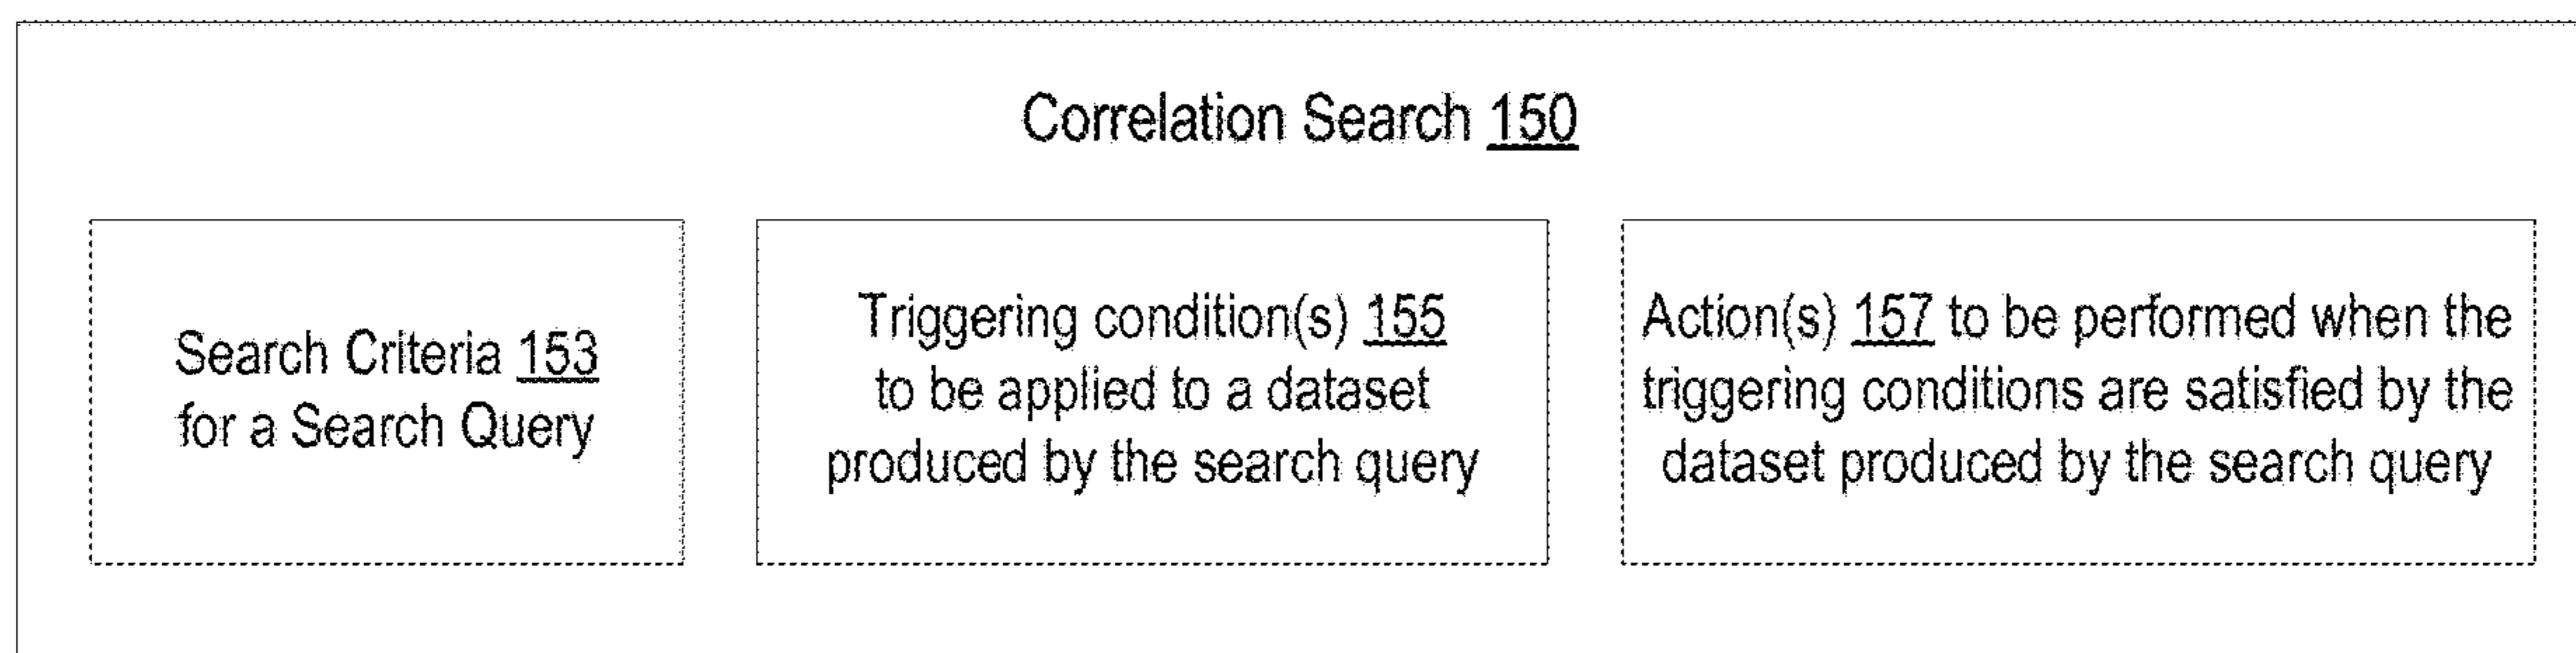 Correlation Search 150
Search Criteria 153
for a Search Query
Triggering condition(s) 155
to be applied to a dataset
produced by the search query
Action(s) 157 to be performed when the
triggering conditions are satisfied by the
dataset produced by the search query